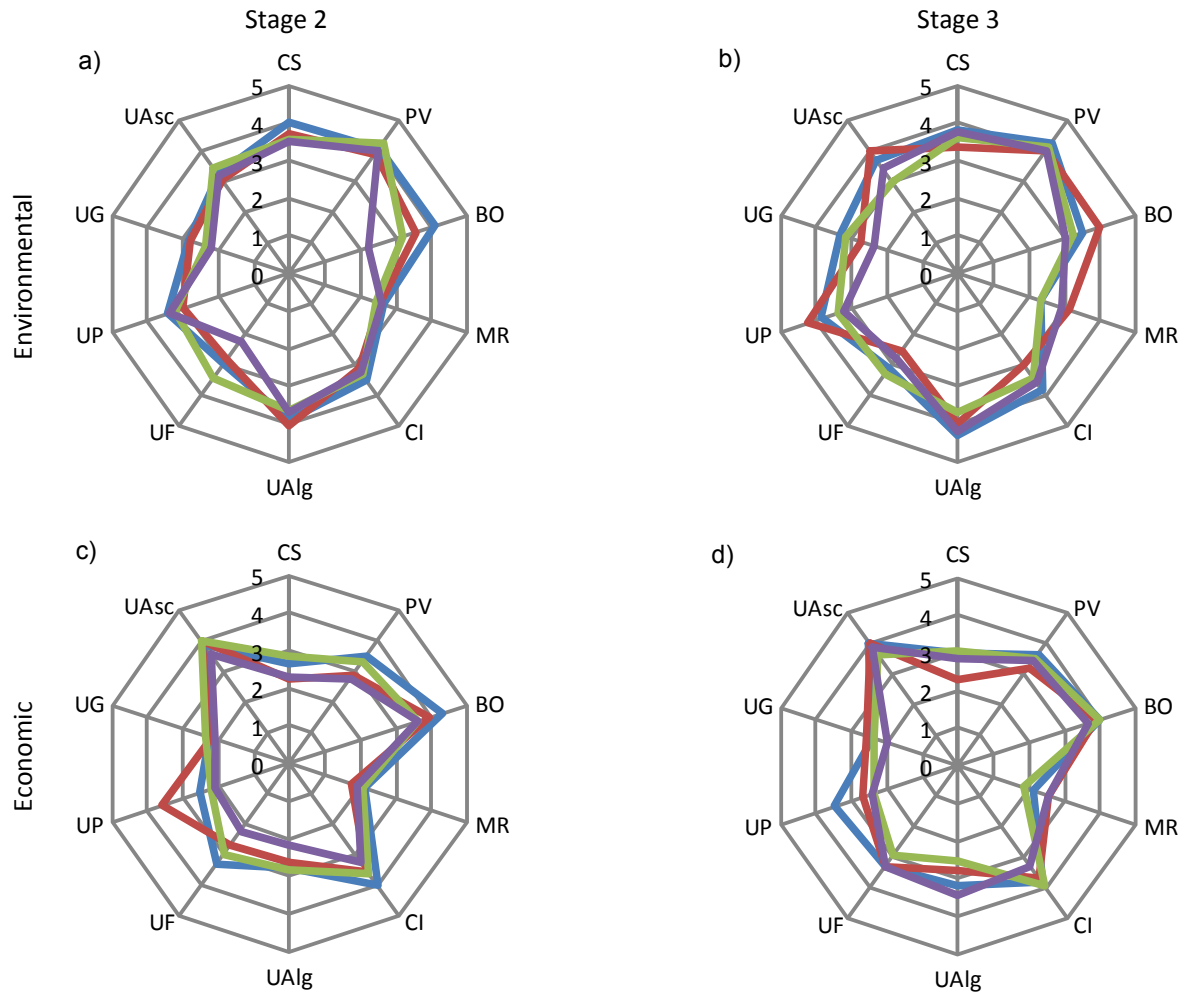 Stage 2
Stage 3
Environmental
a)
CS
PV
BO
MR
CI
UAlg
UF
UP
UG
UAsc
5
4
3
2
1
0
b)
CS
PV
BO
MR
CI
UAlg
UF
UP
UG
UAsc
5
4
3
2
1
0
Economic
c)
CS
PV
BO
MR
CI
UAlg
UF
UP
UG
UAsc
5
4
3
2
1
0
d)
CS
PV
BO
MR
CI
UAlg
UF
UP
UG
UAsc
5
4
3
2
1
0